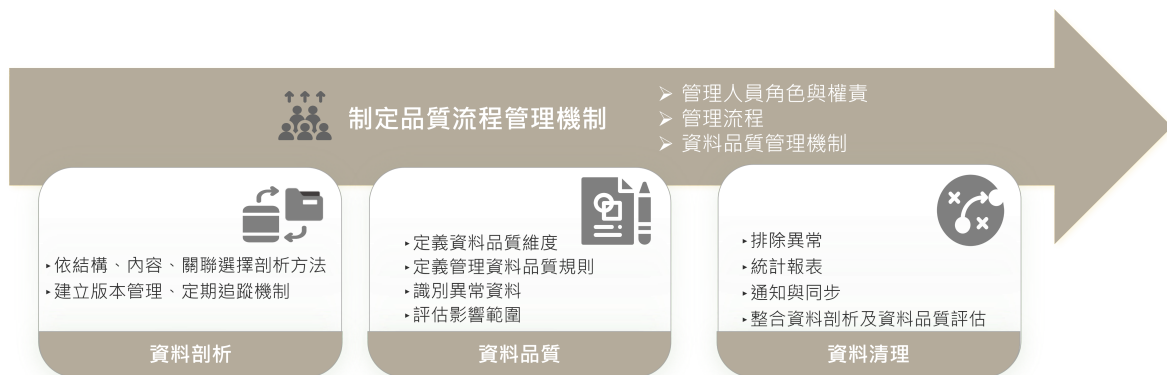 制定品質流程管理機制
➢ 管理人員角色與權責
➢ 管理流程
➢ 資料品質管理機制
‣依結構、內容、關聯選擇剖析方法
‣建立版本管理、定期追蹤機制
資料剖析
‣定義資料品質維度
‣定義管理資料品質規則
‣識別異常資料
‣評估影響範圍
資料品質
‣排除異常
‣統計報表
‣通知與同步
‣整合資料剖析及資料品質評估
資料清理